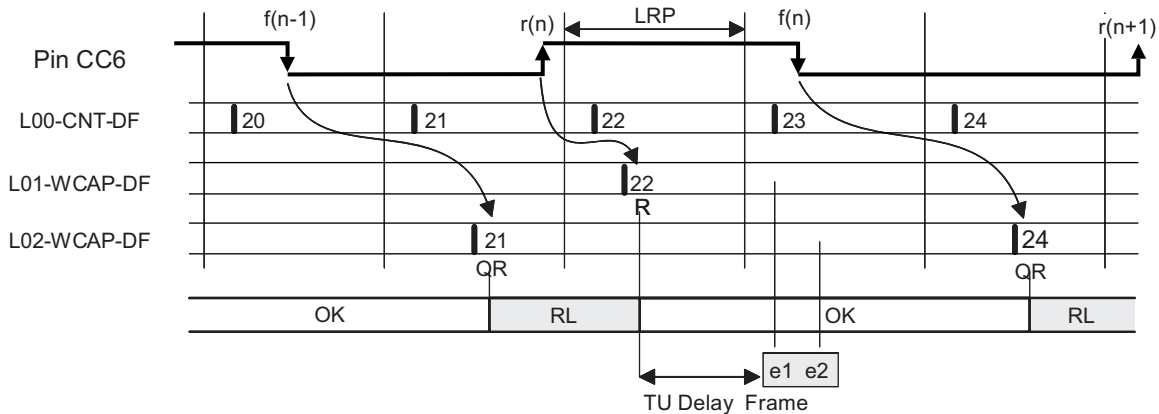 f(n-1) r(n) LRP f(n) r(n+1)
Pin CC6
L00-CNT-DF 20 21 22 23 24
L01-WCAP-DF 22
R
L02-WCAP-DF 21 24
QR QR
OK RL OK RL
e1 e2
TU Delay Frame